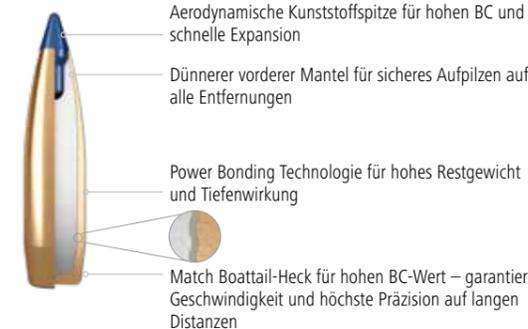 Aerodynamische Kunststoffspitze für hohen BC und
schnelle Expansion
Dünnerer vorderer Mantel für sicheres Aufpilzen auf
alle Entfernungen
Power Bonding Technologie für hohes Restgewicht
und Tiefenwirkung
Match Boattail-Heck für hohen BC-Wert – garantier
Geschwindigkeit und höchste Präzision auf langen
Distanzen